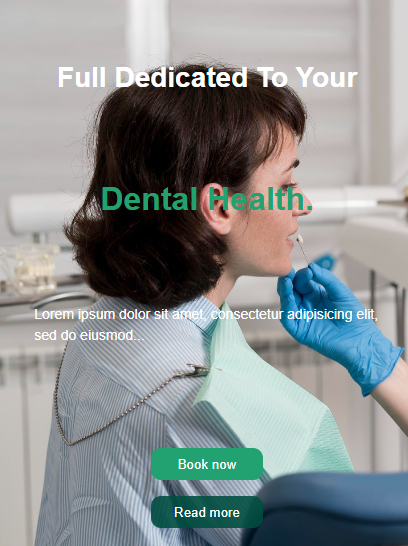 Full Dedicated To Your
Dental Health.
Lorem ipsum dolor sit amet, consectetur adipisicing elit,
sed do eiusmod...
Book now
Read more